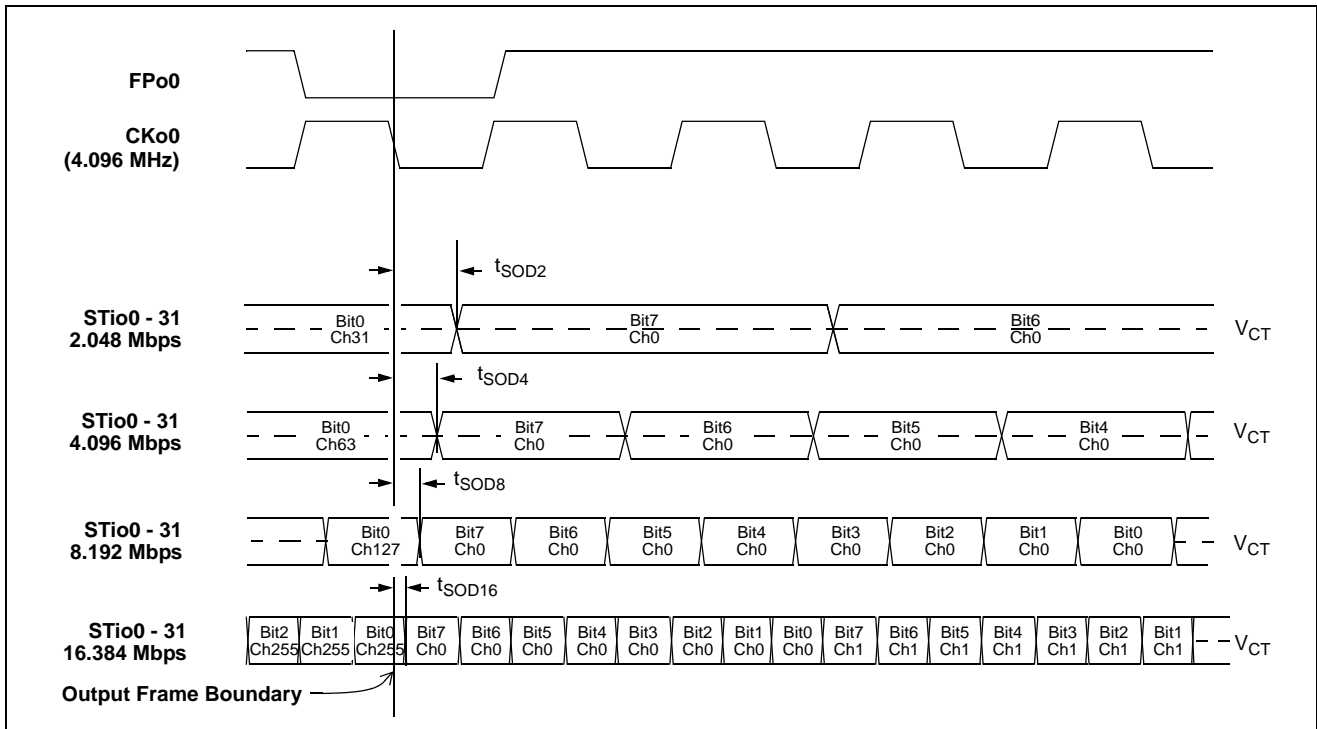 FPo0
CKo0
(4.096 MHz)
tSOD2
STio0 - 31
2.048 Mbps
Bit0
Ch31
Bit7
Ch0
Bit6
Ch0
VCT
tSOD4
STio0 - 31
4.096 Mbps
Bit0
Ch63
Bit7
Ch0
Bit6
Ch0
Bit5
Ch0
Bit4
Ch0
VCT
tSOD8
STio0 - 31
8.192 Mbps
Bit0
Ch127
Bit7
Ch0
Bit6
Ch0
Bit5
Ch0
Bit4
Ch0
Bit3
Ch0
Bit2
Ch0
Bit1
Ch0
Bit0
Ch0
VCT
tSOD16
STio0 - 31
16.384 Mbps
Bit2
Ch255
Bit1
Ch255
Bit0
Ch255
Bit7
Ch0
Bit6
Ch0
Bit5
Ch0
Bit4
Ch0
Bit3
Ch0
Bit2
Ch0
Bit1
Ch0
Bit0
Ch0
Bit7
Ch1
Bit6
Ch1
Bit5
Ch1
Bit4
Ch1
Bit3
Ch1
Bit2
Ch1
Bit1
Ch1
VCT
Output Frame Boundary